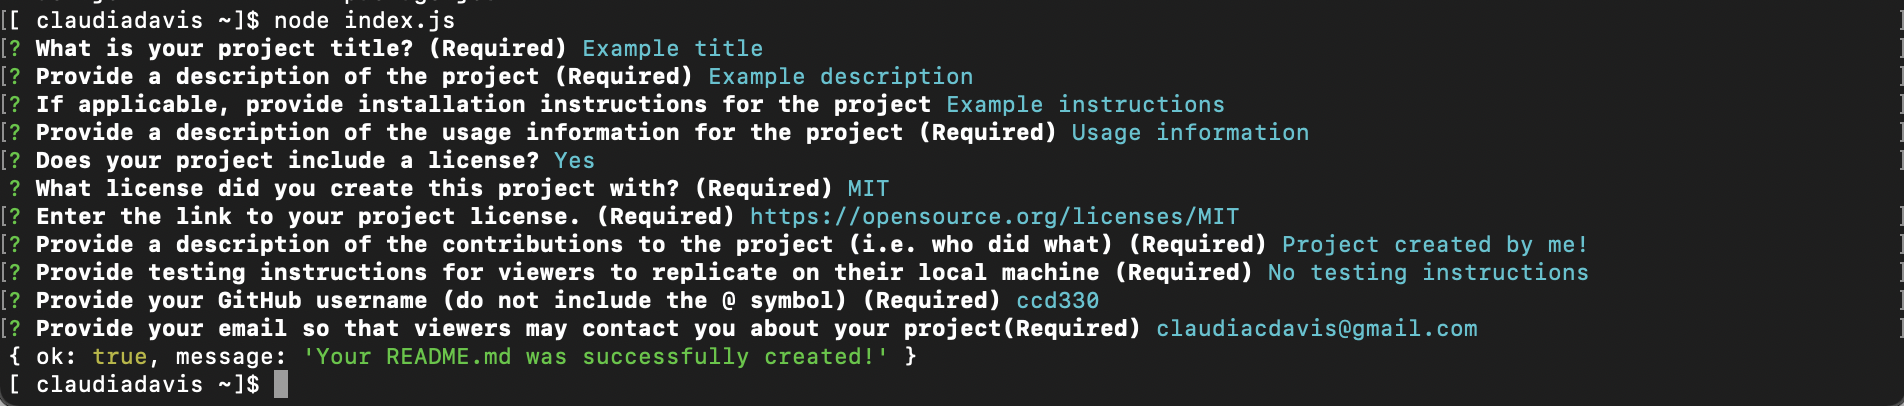 [[ claudiadavis ~]$ node index.js
[? What is your project title? (Required) Example title
[? Provide a description of the project (Required) Example description
[? If applicable, provide installation instructions for the project Example instructions
[? Provide a description of the usage information for the project (Required) Usage information
[? Does your project include a license? Yes
? What license did you create this project with? (Required) MIT
[? Enter the link to your project license. (Required) https://opensource.org/licenses/MIT
[? Provide a description of the contributions to the project (i.e. who did what) (Required) Project created by me!
[? Provide testing instructions for viewers to replicate on their local machine (Required) No testing instructions
[? Provide your GitHub username (do not include the @ symbol) (Required) ccd330
[? Provide your email so that viewers may contact you about your project(Required) claudiacdavis@gmail.com
{ ok: true, message: 'Your README.md was successfully created!' }
[ claudiadavis ~]$